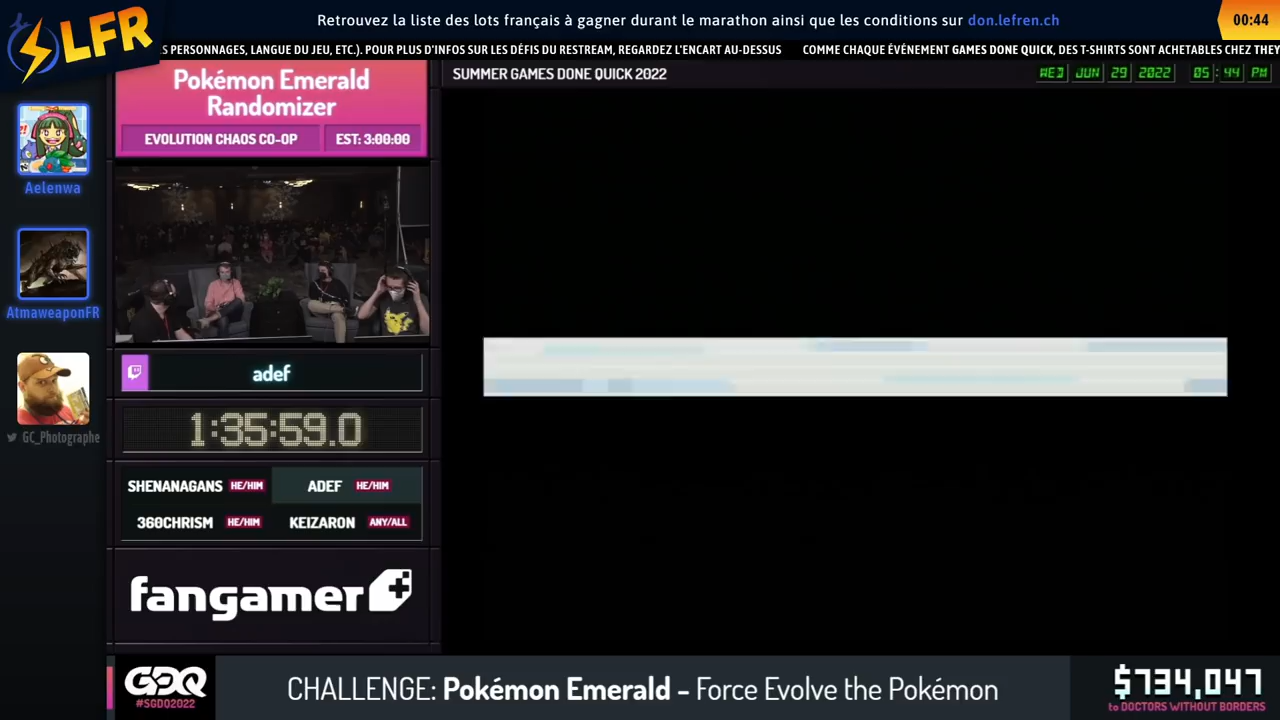 LFR
Retrouvez la liste des lots français à gagner durant le marathon ainsi que les conditions sur don.lefren.ch
00:44
S PERSONNAGES, LANGUE DU JEU, ETC.). POUR PLUS D'INFOS SUR LES DÉFIS DU RESTREAM, REGARDEZ L'ENCART AU-DESSUS COMME CHAQUE ÉVÉNEMENT GAMES DONE QUICK, DES T-SHIRTS SONT ACHETABLES CHEZ THEY
Pokémon Emerald
Randomizer
EVOLUTION CHAOS CO-OP EST: 3:00:00
SUMMER GAMES DONE QUICK 2022
WED JUN 29 2022 05:44 PM
Aelenwa
AtmaweaponFR
GC_Photographe
adef
1:35:59.0
SHENANAGANS HE/HIM ADEF HE/HIM
360CHRISM HE/HIM KEIZARON ANY/ALL
fangamer
GDQ
#SGDQ2022
CHALLENGE: Pokémon Emerald - Force Evolve the Pokémon
$734,047
to DOCTORS WITHOUT BORDERS